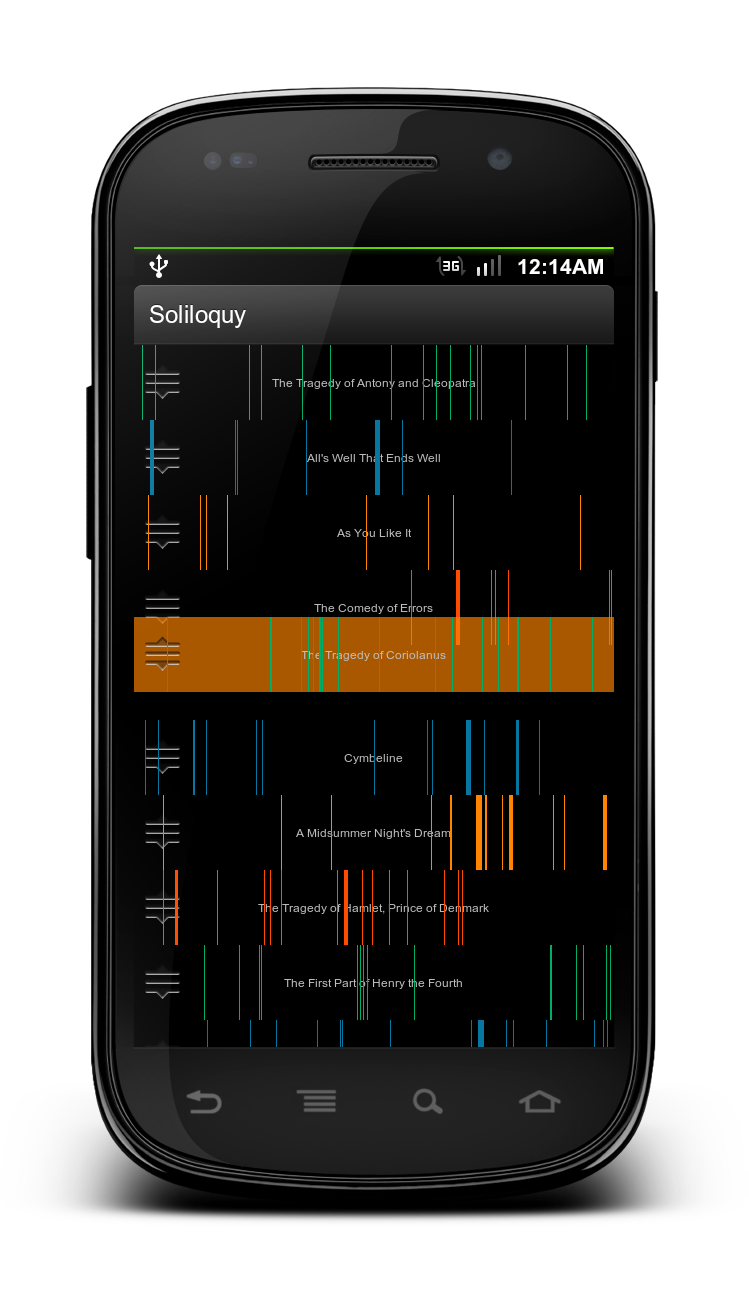 3G 12:14AM
Soliloquy
The Tragedy of Antony and Cleopatra
All's Well That Ends Well
As You Like It
The Comedy of Errors
The Tragedy of Coriolanus
Cymbeline
A Midsummer Night's Dream
The Tragedy of Hamlet, Prince of Denmark
The First Part of Henry the Fourth